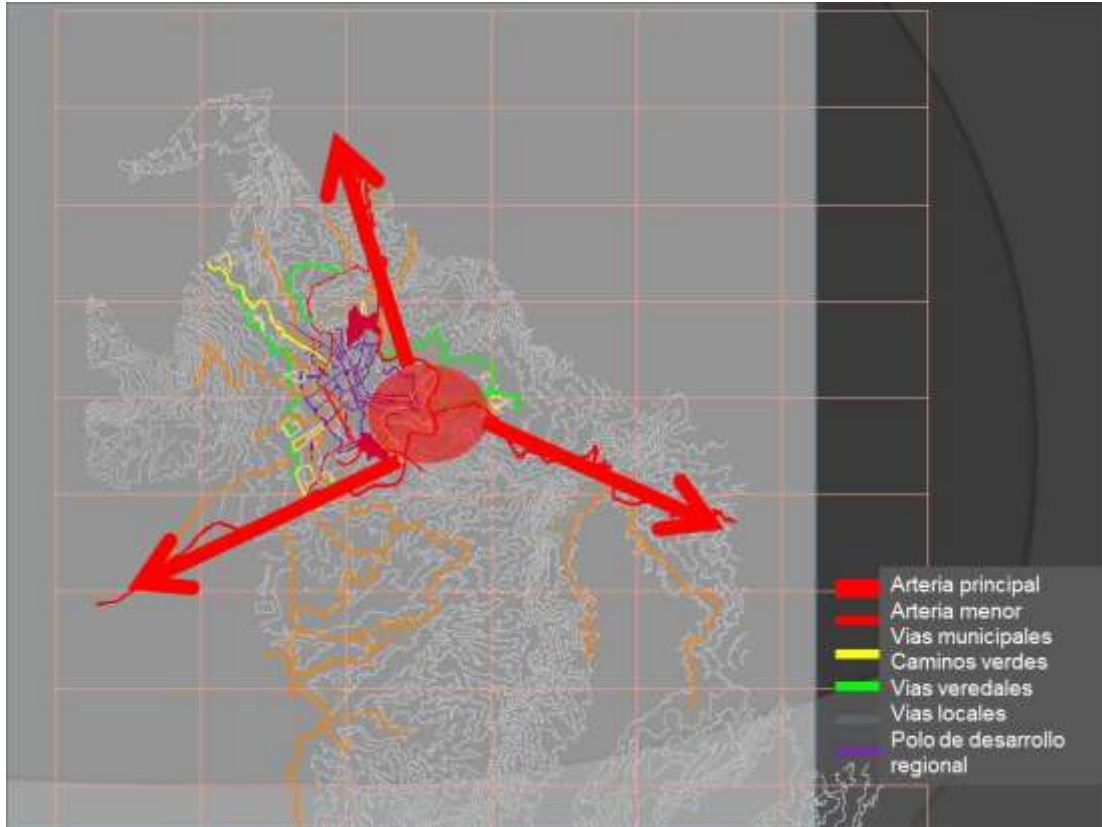 Arteria principal
Arteria menor
Vias municipales
Caminos verdes
Vias veredales
Vias locales
Polo de desarrollo
regional